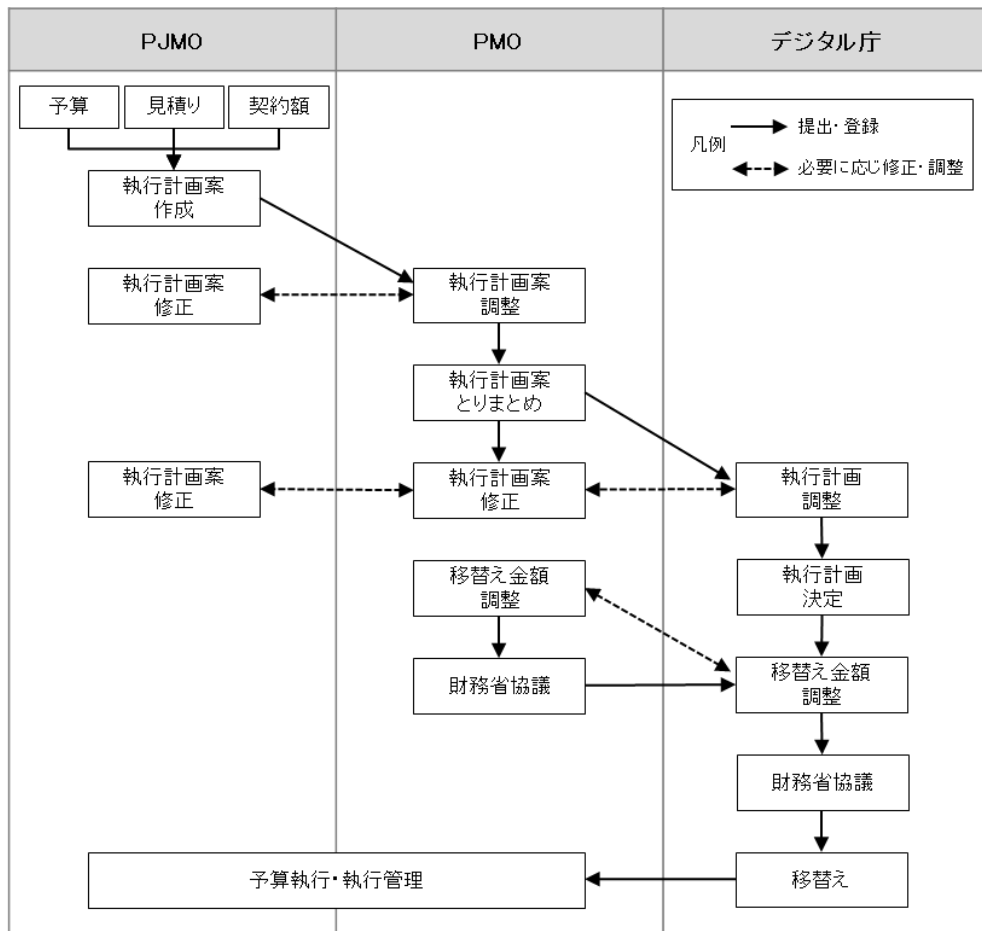 PJMO
PMO
デジタル庁
予算
見積り
契約額
凡例
提出・登録
必要に応じ修正・調整
執行計画案
作成
執行計画案
修正
執行計画案
調整
執行計画案
とりまとめ
執行計画案
修正
執行計画案
修正
執行計画
調整
移替え金額
調整
執行計画
決定
財務省協議
移替え金額
調整
財務省協議
予算執行・執行管理
移替え